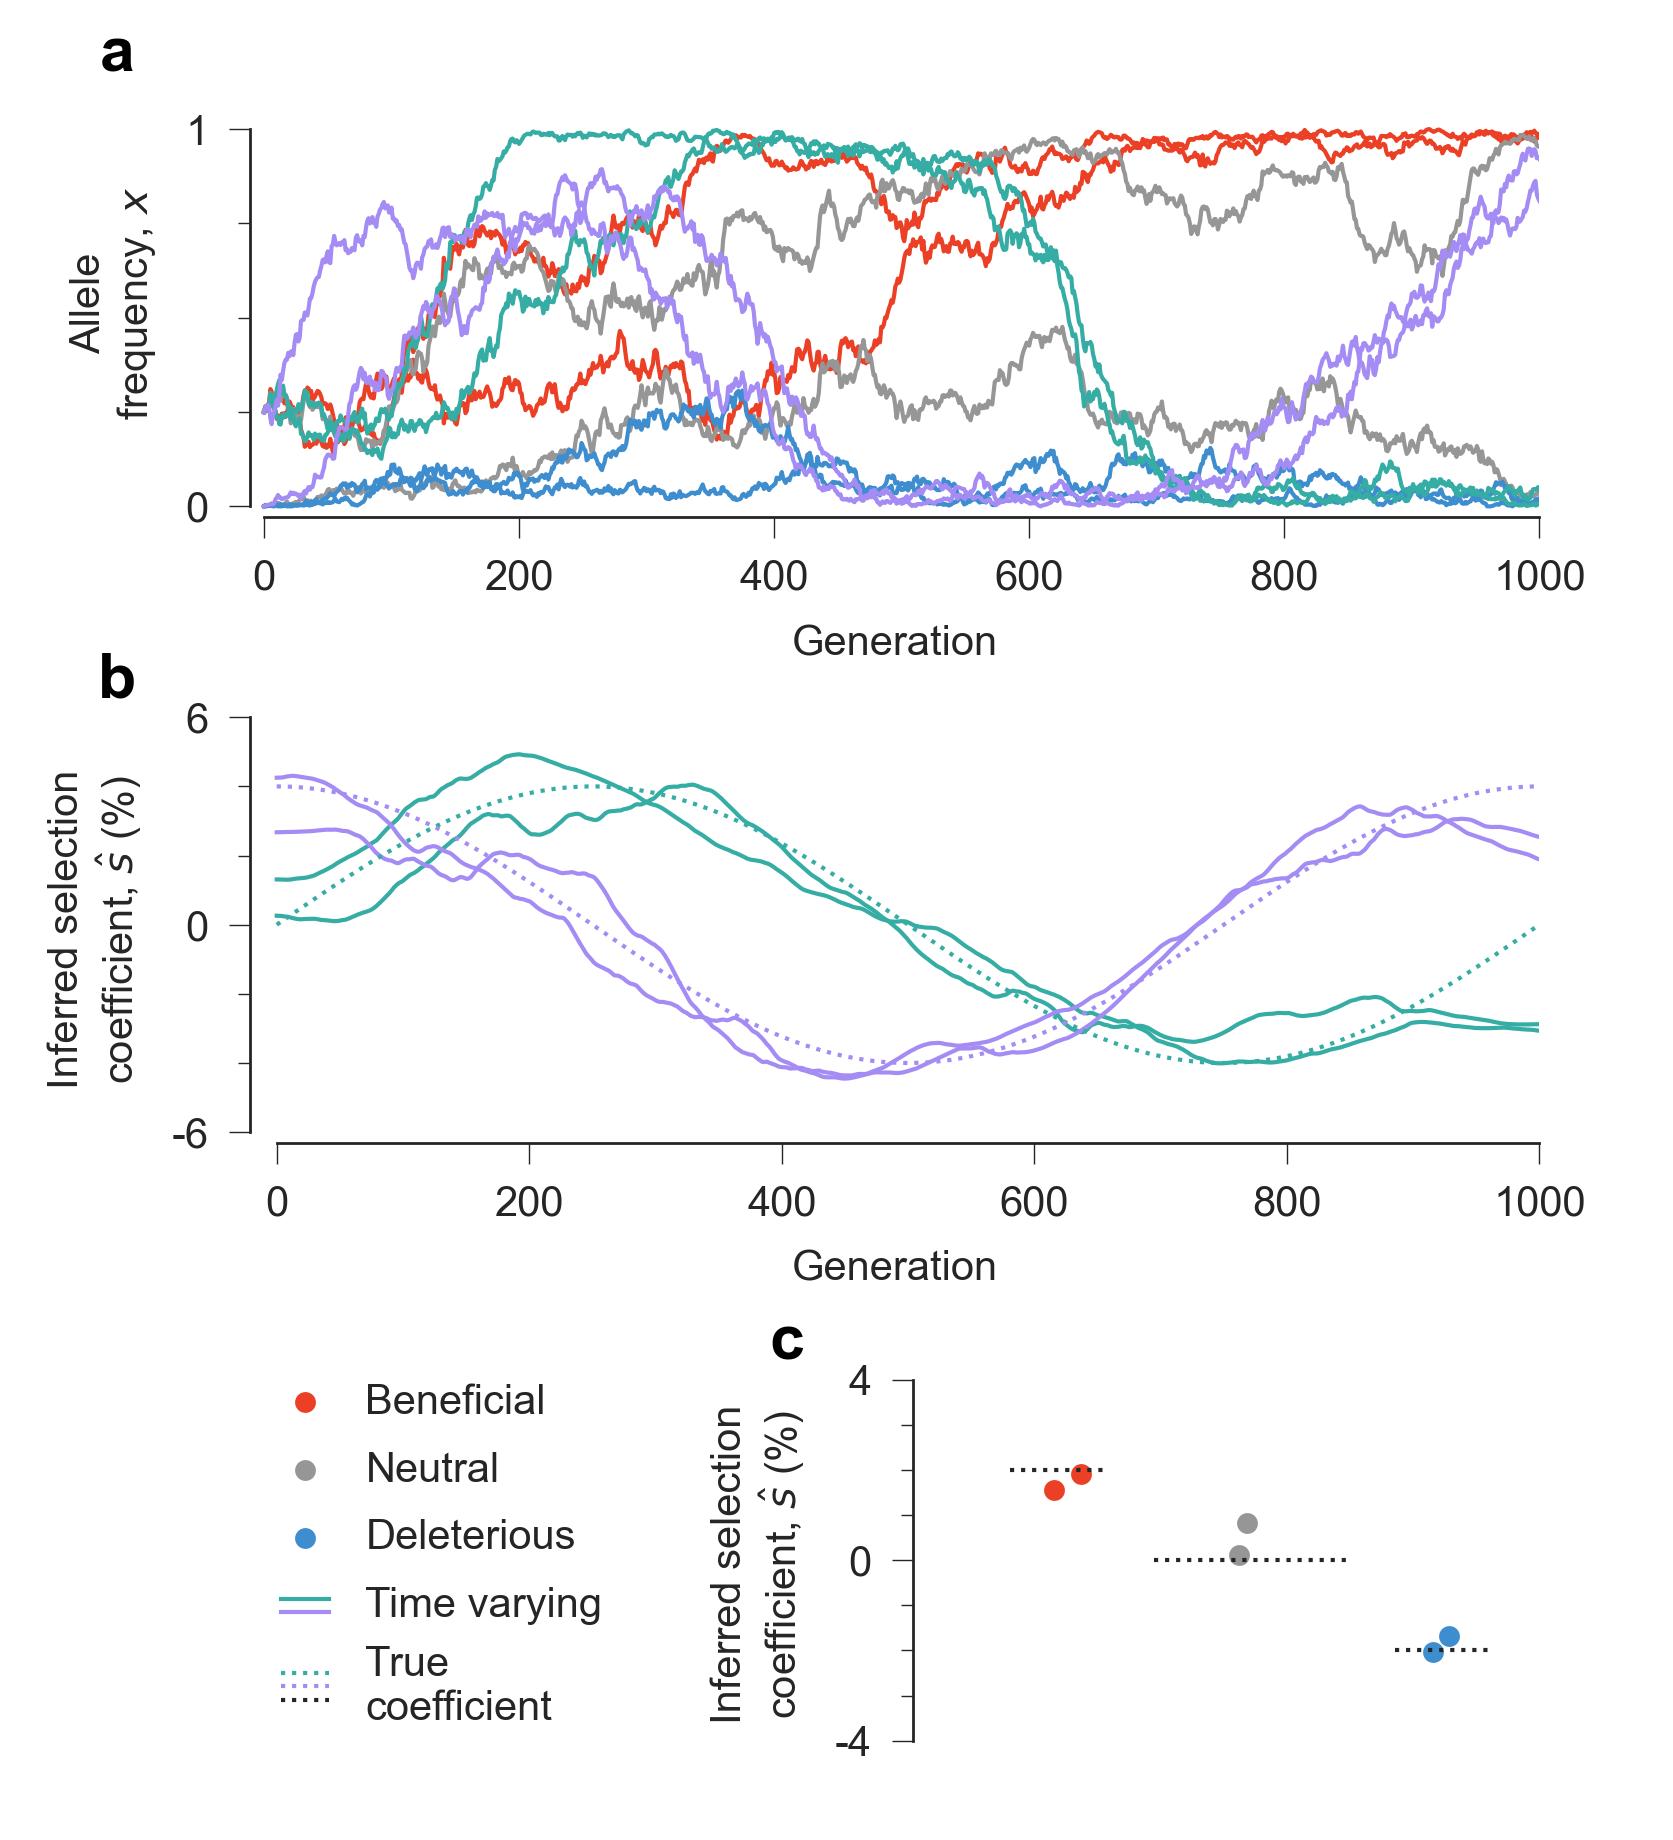 a
1
0
Allele
frequency, x
0 200 400 600 800 1000
Generation
b
6
0
-6
Inferred selection
coefficient, ŝ (%)
0 200 400 600 800 1000
Generation
Beneficial
Neutral
Deleterious
Time varying
True
coefficient
c
4
0
-4
Inferred selection
coefficient, ŝ (%)